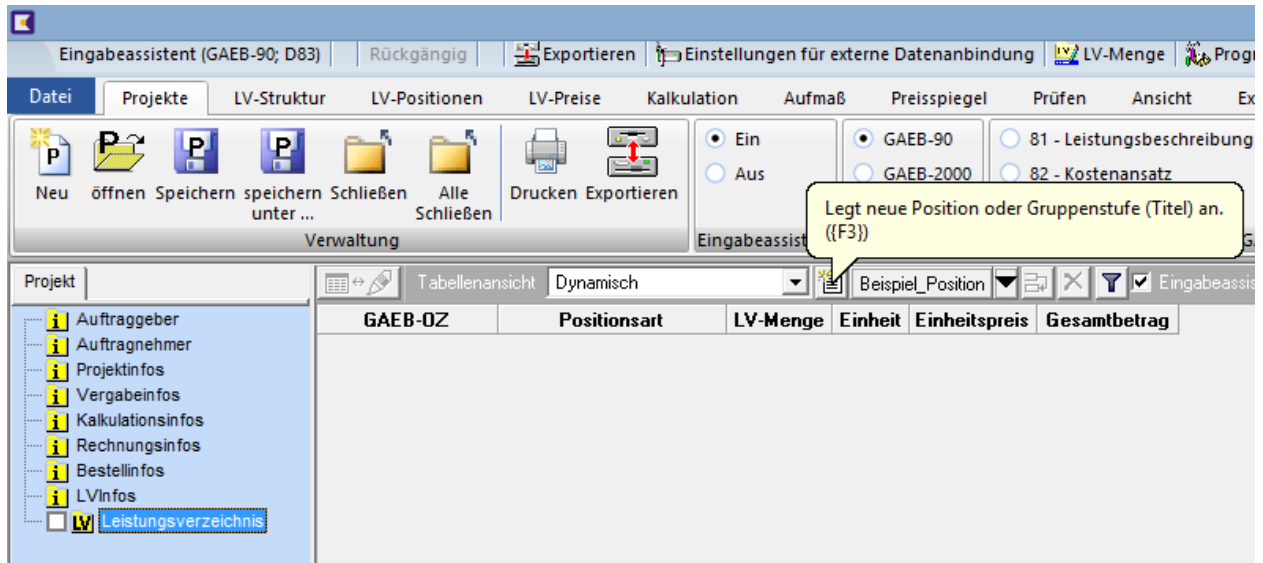 Eingabeassistent (GAEB-90; D83) Rückgängig Exportieren Einstellungen für externe Datenanbindung LV-Menge
Datei Projekte LV-Struktur LV-Positionen LV-Preise Kalkulation Aufmaß Preisspiegel Prüfen Ansicht Ex
P P P P Ein GAEB-90 81 - Leistungsbeschreibung
Neu öffnen Speichern speichern Schließen Alle Drucken Exportieren Aus GAEB-2000 82 - Kostenansatz
unter ... Schließen
Verwaltung Eingabeassist
Legt neue Position oder Gruppenstufe (Titel) an.
({F3})
Projekt Tabellenansicht Dynamisch Beispiel_Position Eingabeassis
GAEB-OZ Positionsart LV-Menge Einheit Einheitspreis Gesamtbetrag
Auftraggeber
Auftragnehmer
Projektinfos
Vergabeinfos
Kalkulationsinfos
Rechnungsinfos
Bestellinfos
LVInfos
LV Leistungsverzeichnis